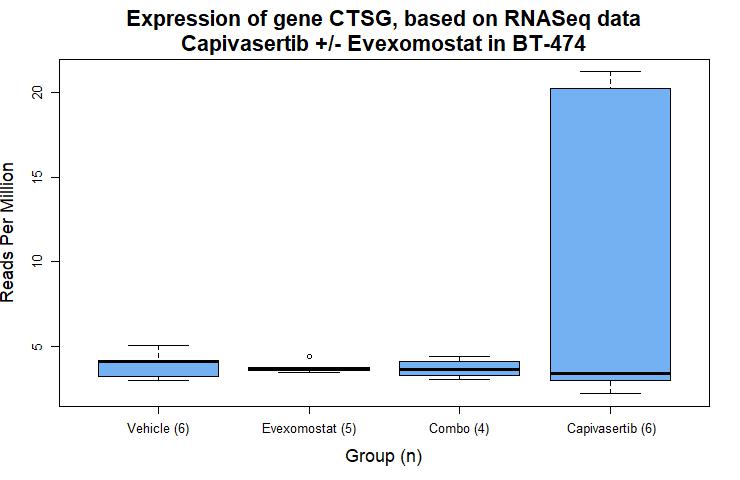 Expression of gene CTSG, based on RNASeq data
Capivasertib +/- Evexomostat in BT-474
Reads Per Million
20
15
10
5
Vehicle (6)
Evexomostat (5)
Combo (4)
Capivasertib (6)
Group (n)